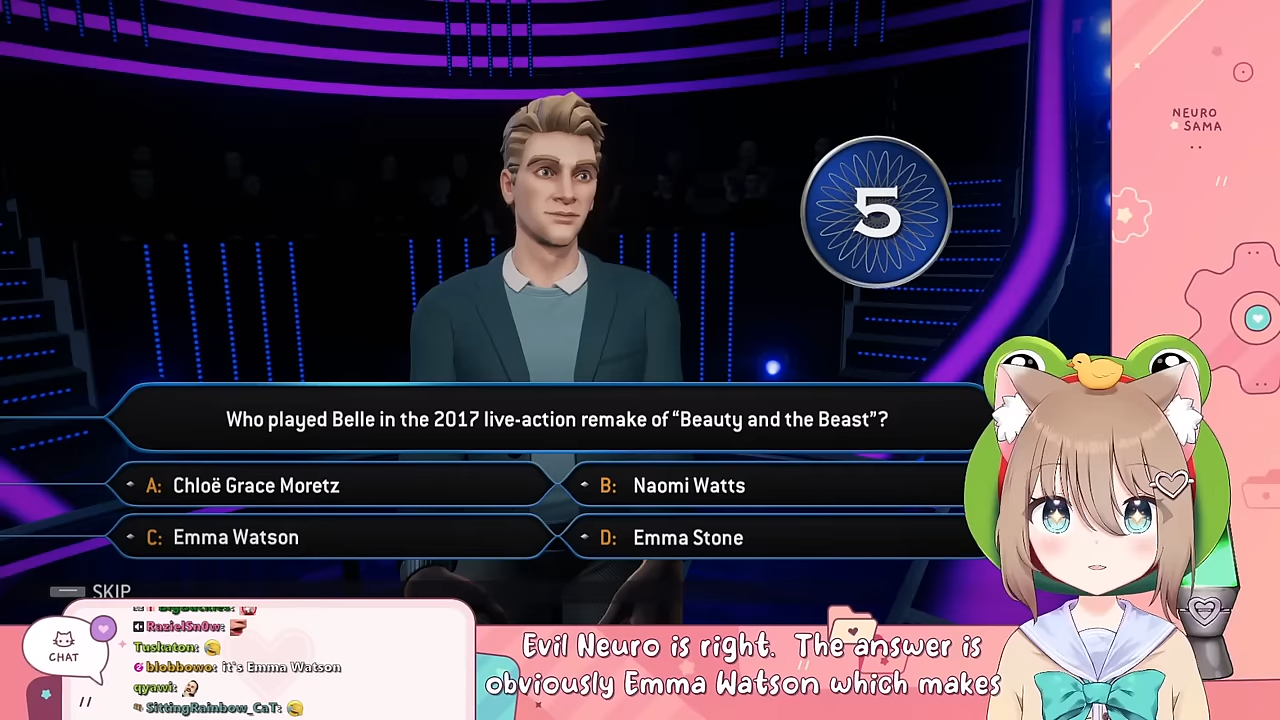 NEURO
SAMA
5
Who played Belle in the 2017 live-action remake of “Beauty and the Beast”?
A: Chloë Grace Moretz
B: Naomi Watts
C: Emma Watson
D: Emma Stone
SKIP
CHAT
RazielSn0w:
Tuskaton:
blobbowo: it's Emma Watson
qyawi:
SittingRainbow_CaT:
Evil Neuro is right. The answer is
obviously Emma Watson which makes